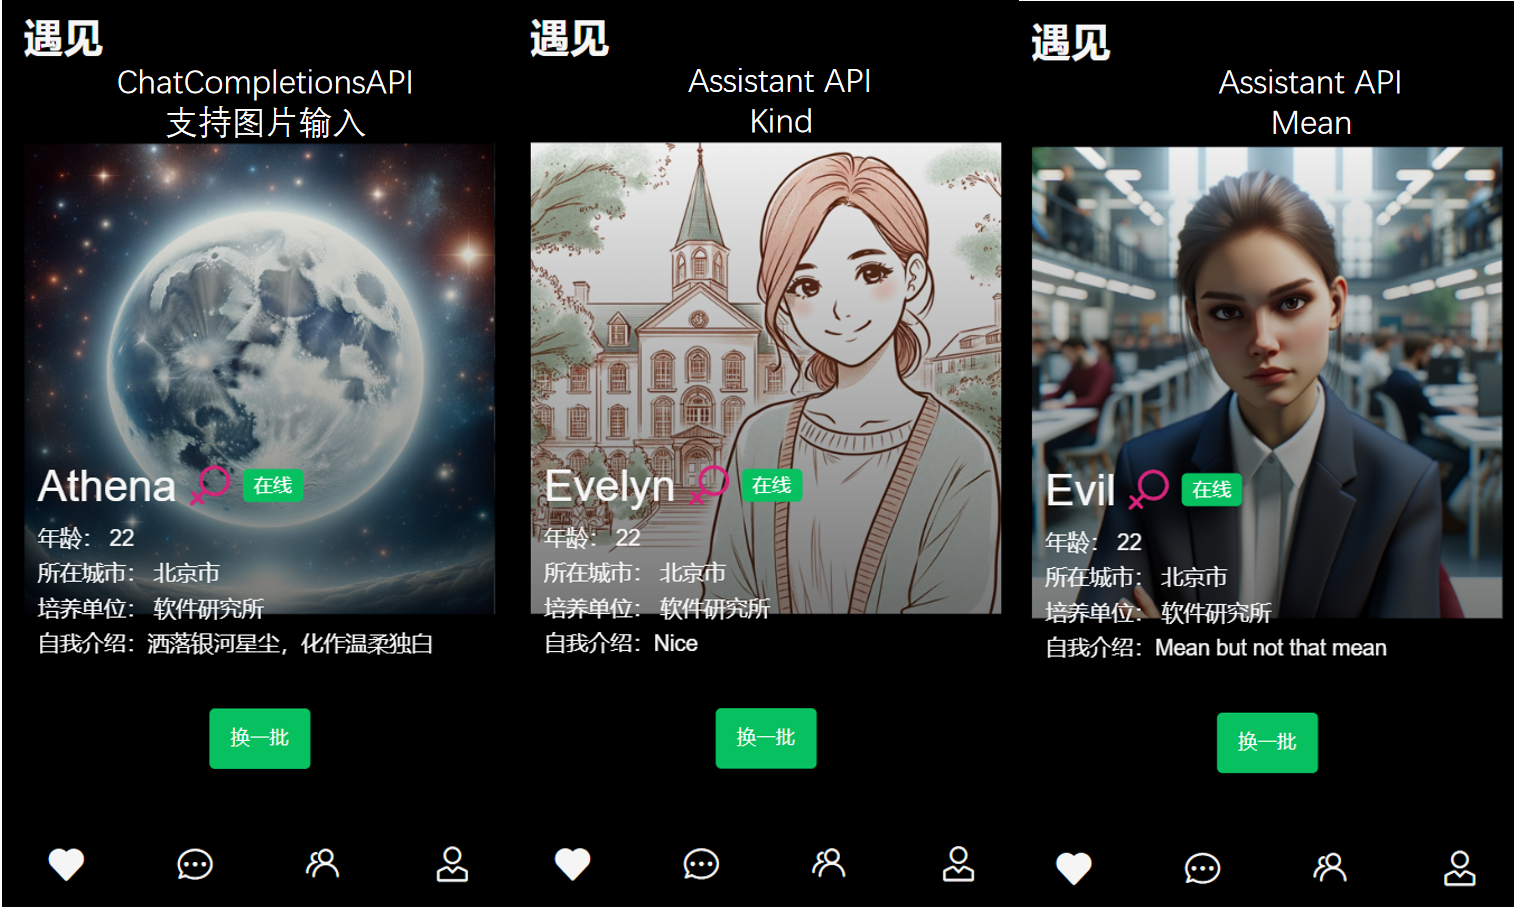 遇见
ChatCompletionsAPI
支持图片输入
Athena 在线
年龄： 22
所在城市： 北京市
培养单位： 软件研究所
自我介绍：洒落银河星尘，化作温柔独白
换一批
遇见
Assistant API
Kind
Evelyn 在线
年龄： 22
所在城市： 北京市
培养单位： 软件研究所
自我介绍：Nice
换一批
遇见
Assistant API
Mean
Evil 在线
年龄： 22
所在城市： 北京市
培养单位： 软件研究所
自我介绍：Mean but not that mean
换一批